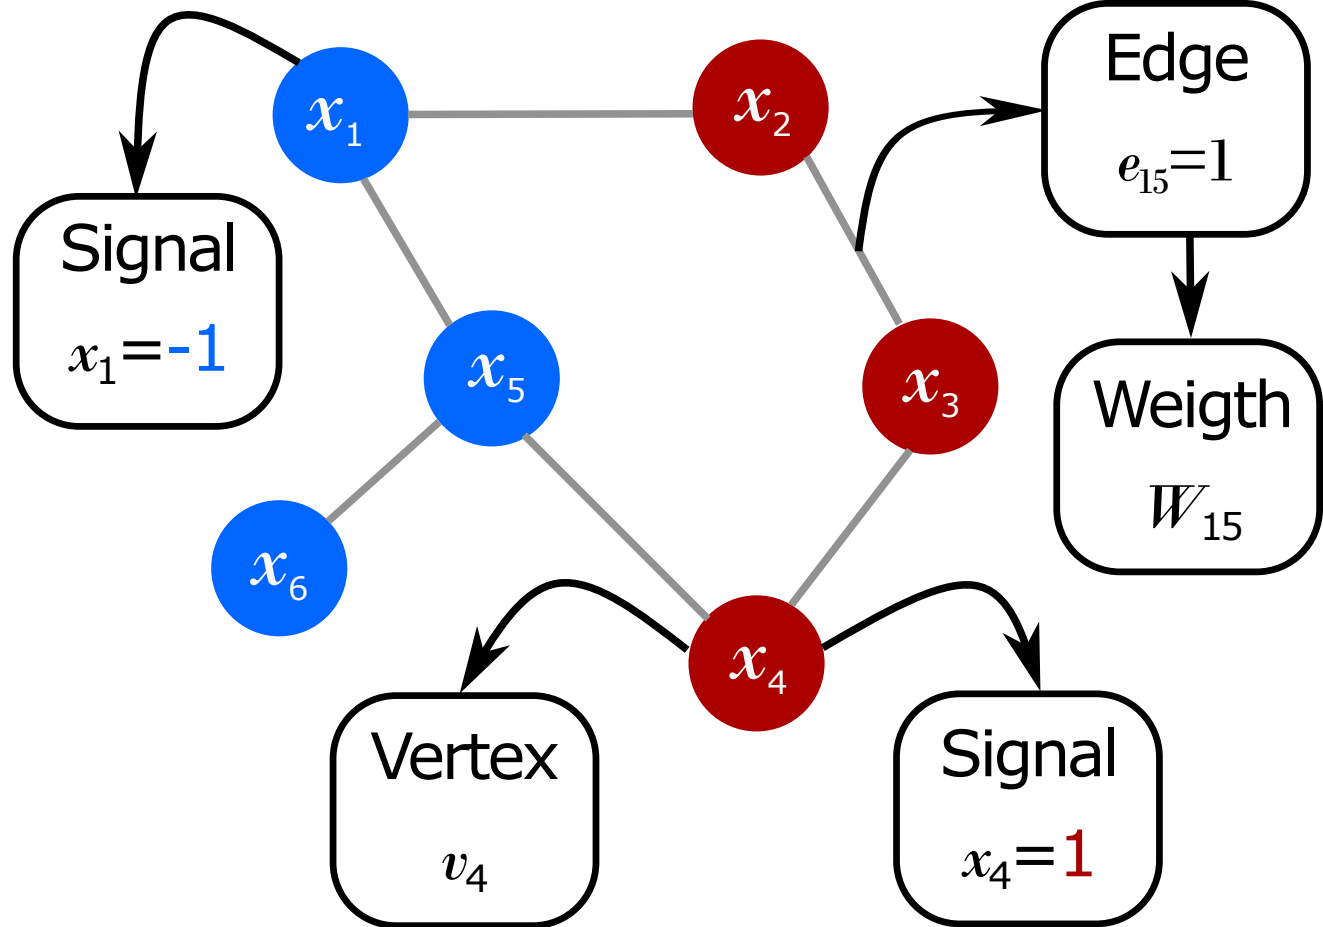 x1
x2
Edge
e15=1
Signal
x1=-1
x5
x3
Weigth
W15
x6
x4
Vertex
v4
Signal
x4=1